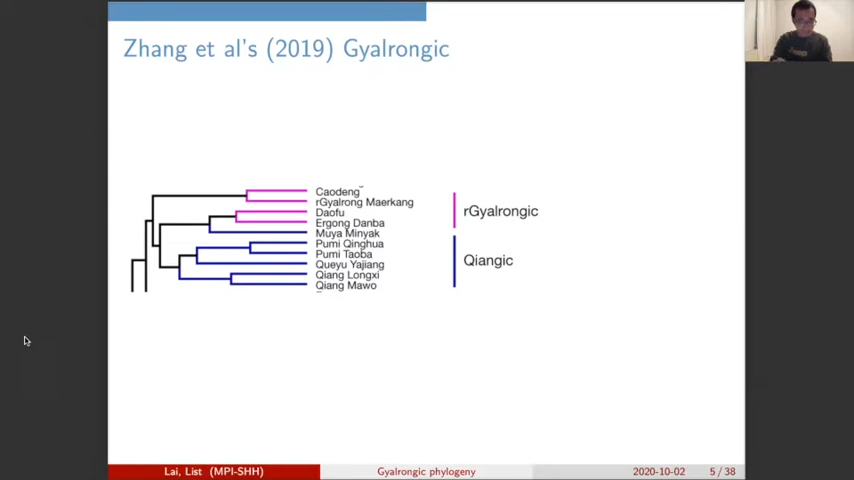 Zhang et al's (2019) Gyalrongic
Caodeng
rGyalrong Maerkang
Daofu
Ergong Danba
Muya Minyak
Pumi Qinghua
Pumi Taoba
Queyu Yajiang
Qiang Longxi
Qiang Mawo
rGyalrongic
Qiangic
Lai, List (MPI-SHH)
Gyalrongic phylogeny
2020-10-02
5 / 38